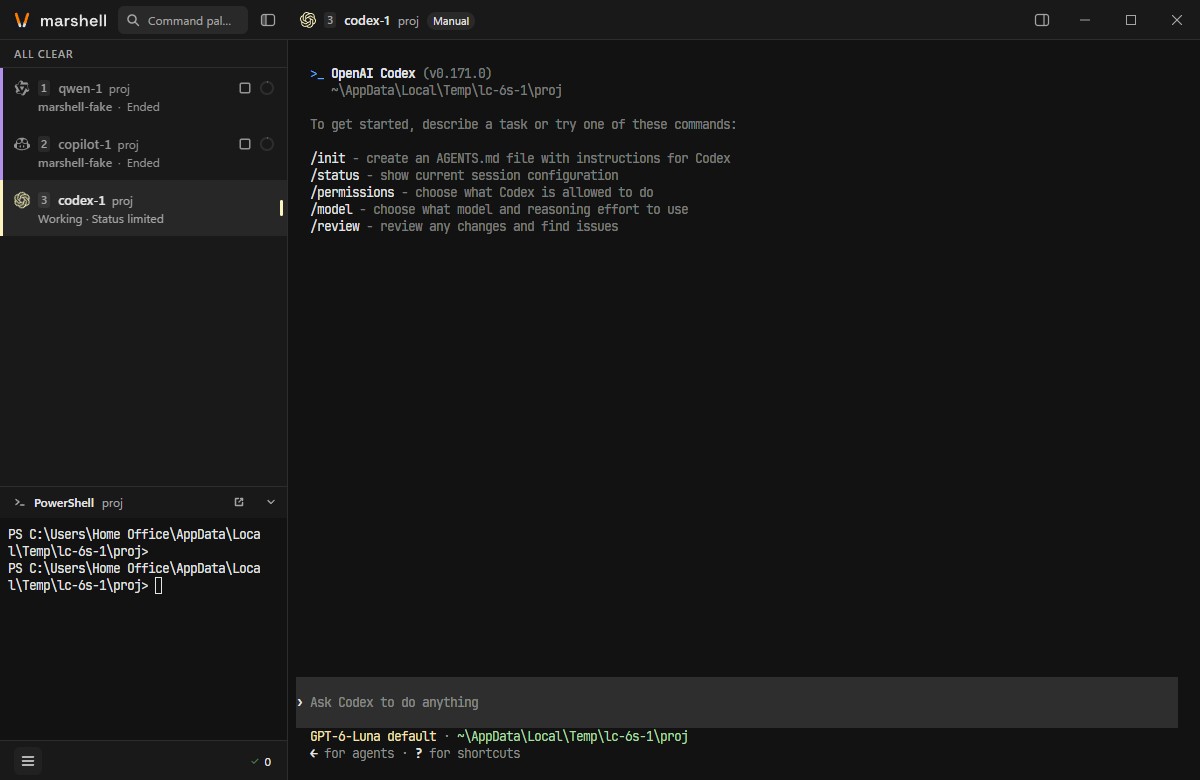 marshell
Command pal...
3 codex-1 proj Manual
ALL CLEAR
1 qwen-1 proj
marshell-fake · Ended
2 copilot-1 proj
marshell-fake · Ended
3 codex-1 proj
Working · Status limited
>_ OpenAI Codex (v0.171.0)
~\AppData\Local\Temp\lc-6s-1\proj
To get started, describe a task or try one of these commands:
/init - create an AGENTS.md file with instructions for Codex
/status - show current session configuration
/permissions - choose what Codex is allowed to do
/model - choose what model and reasoning effort to use
/review - review any changes and find issues
PowerShell proj
PS C:\Users\Home Office\AppData\Loca
l\Temp\lc-6s-1\proj>
PS C:\Users\Home Office\AppData\Loca
l\Temp\lc-6s-1\proj>
0
› Ask Codex to do anything
GPT-6-Luna default · ~\AppData\Local\Temp\lc-6s-1\proj
← for agents · ? for shortcuts